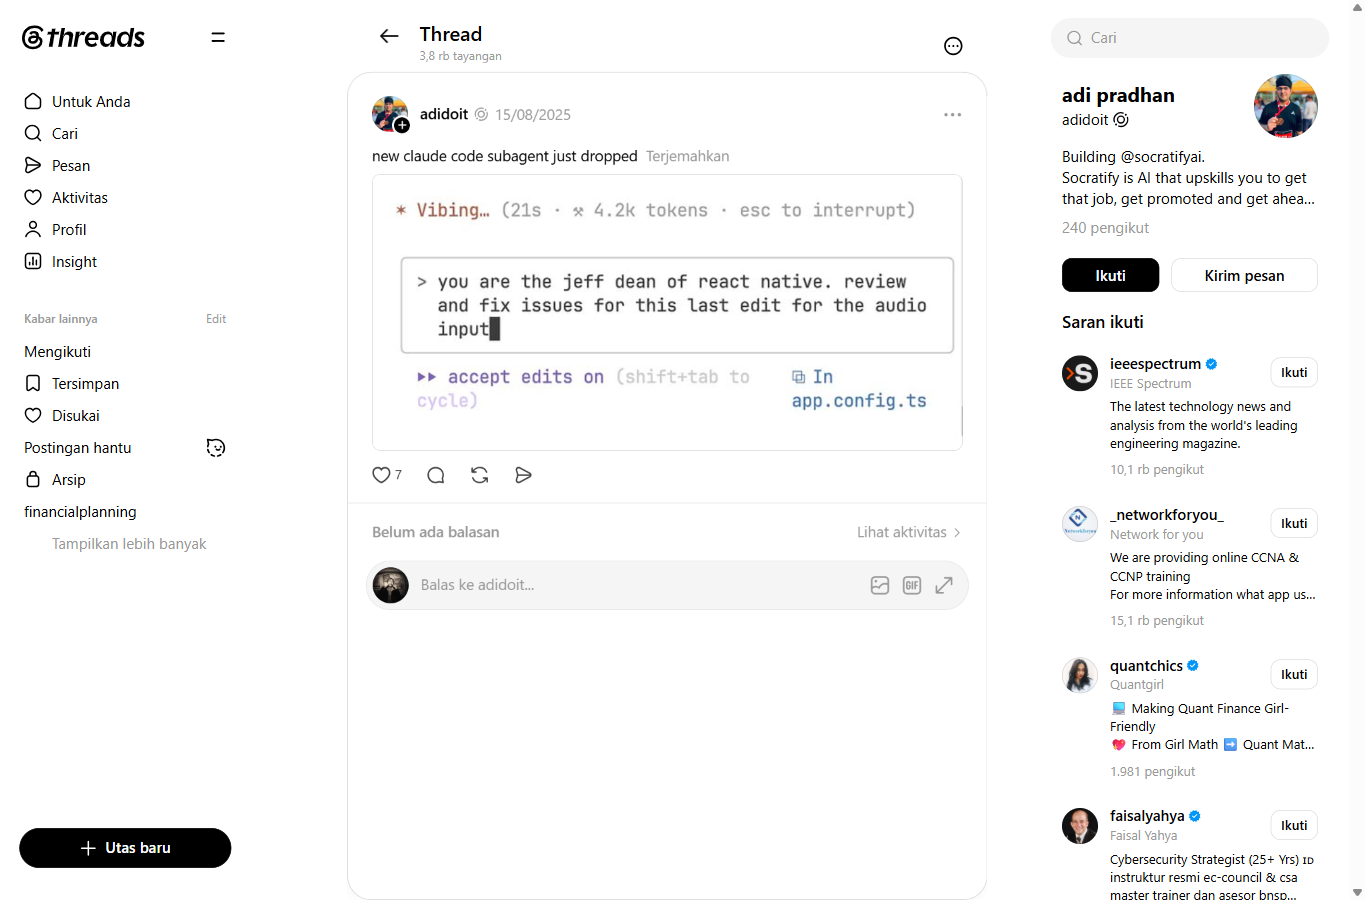 threads
Untuk Anda
Cari
Pesan
Aktivitas
Profil
Insight
Kabar lainnya
Edit
Mengikuti
Tersimpan
Disukai
Postingan hantu
Arsip
financialplanning
Tampilkan lebih banyak
Utas baru
Thread
3,8 rb tayangan
adidoit 15/08/2025
new claude code subagent just dropped Terjemahkan
✶ Vibing… (21s · ⚒ 4.2k tokens · esc to interrupt)
> you are the jeff dean of react native. review
and fix issues for this last edit for the audio
input
⏵⏵ accept edits on (shift+tab to
cycle)
⧉ In
app.config.ts
7
Belum ada balasan
Lihat aktivitas
Balas ke adidoit...
GIF
Cari
adi pradhan
adidoit
Building @socratifyai.
Socratify is AI that upskills you to get
that job, get promoted and get ahea...
240 pengikut
Ikuti
Kirim pesan
Saran ikuti
ieeespectrum
IEEE Spectrum
Ikuti
The latest technology news and
analysis from the world's leading
engineering magazine.
10,1 rb pengikut
_networkforyou_
Network for you
Ikuti
We are providing online CCNA &
CCNP training
For more information what app us...
15,1 rb pengikut
quantchics
Quantgirl
Ikuti
💻 Making Quant Finance Girl-
Friendly
💖 From Girl Math ➡️ Quant Mat...
1.981 pengikut
faisalyahya
Faisal Yahya
Ikuti
Cybersecurity Strategist (25+ Yrs) ɪᴅ
instruktur resmi ec-council & csa
master trainer dan asesor bnsp...